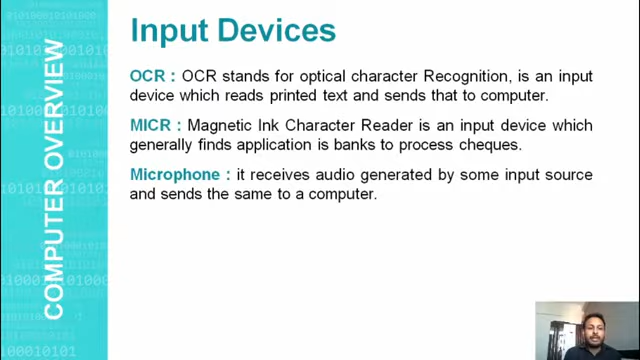 COMPUTER OVERVIEW
Input Devices
OCR : OCR stands for optical character Recognition, is an input
device which reads printed text and sends that to computer.
MICR : Magnetic Ink Character Reader is an input device which
generally finds application is banks to process cheques.
Microphone : it receives audio generated by some input source
and sends the same to a computer.